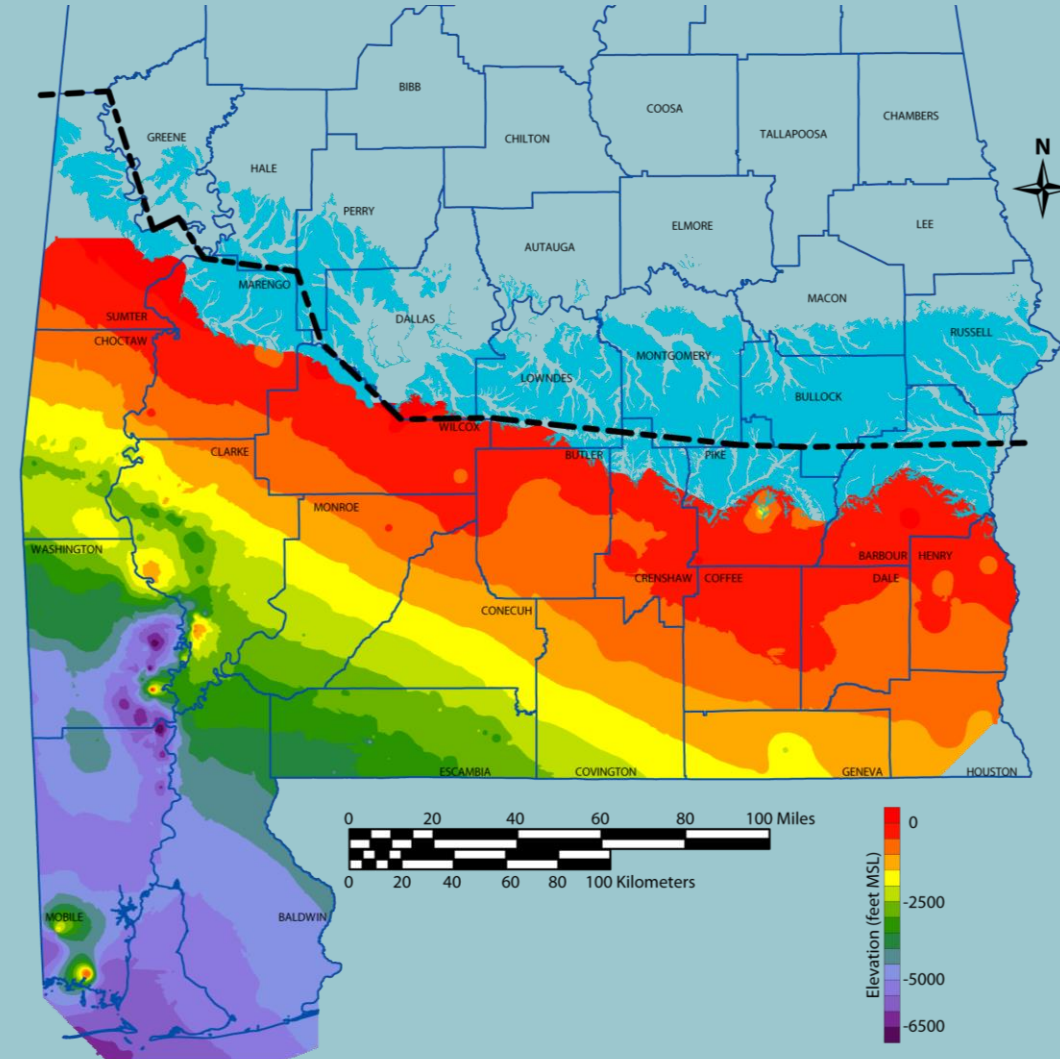 BIBB
COOSA
CHAMBERS
TALLAPOOSA
GREENE
CHILTON
N
HALE
PERRY
ELMORE
LEE
AUTAUGA
MARENGO
MACON
SUMTER
DALLAS
RUSSELL
CHOCTAW
MONTGOMERY
LOWNDES
BULLOCK
WILCOX
CLARKE
BUTLER
PIKE
MONROE
WASHINGTON
BARBOUR
HENRY
CRENSHAW
COFFEE
DALE
CONECUH
ESCAMBIA
COVINGTON
GENEVA
HOUSTON
0 20 40 60 80 100 Miles
0 20 40 60 80 100 Kilometers
MOBILE
BALDWIN
Elevation (feet MSL)
0
-2500
-5000
-6500